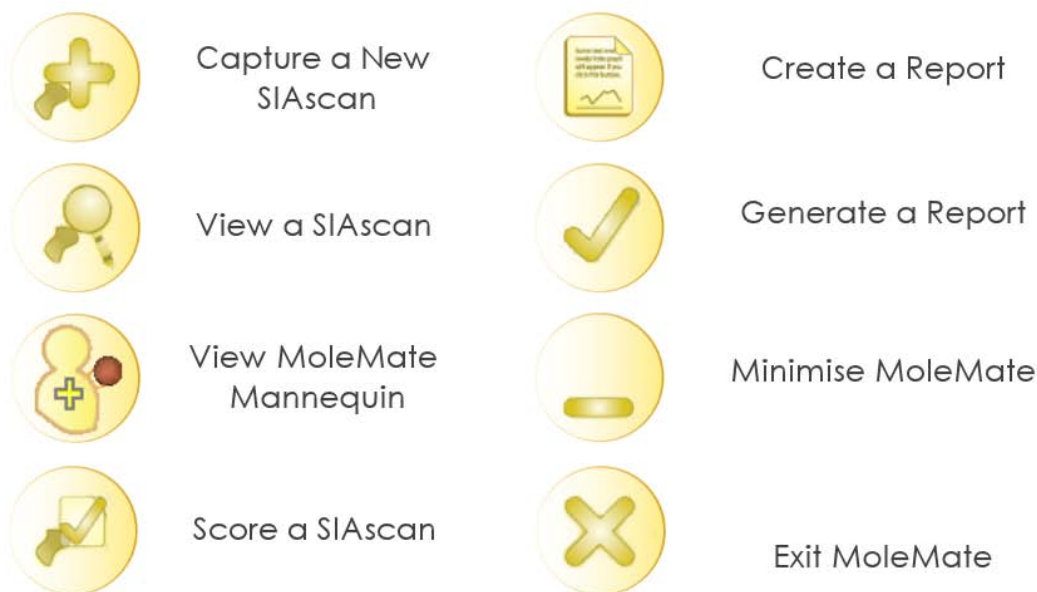 Capture a New
SIAscan
Create a Report
View a SIAscan
Generate a Report
View MoleMate
Mannequin
Minimise MoleMate
Score a SIAscan
Exit MoleMate